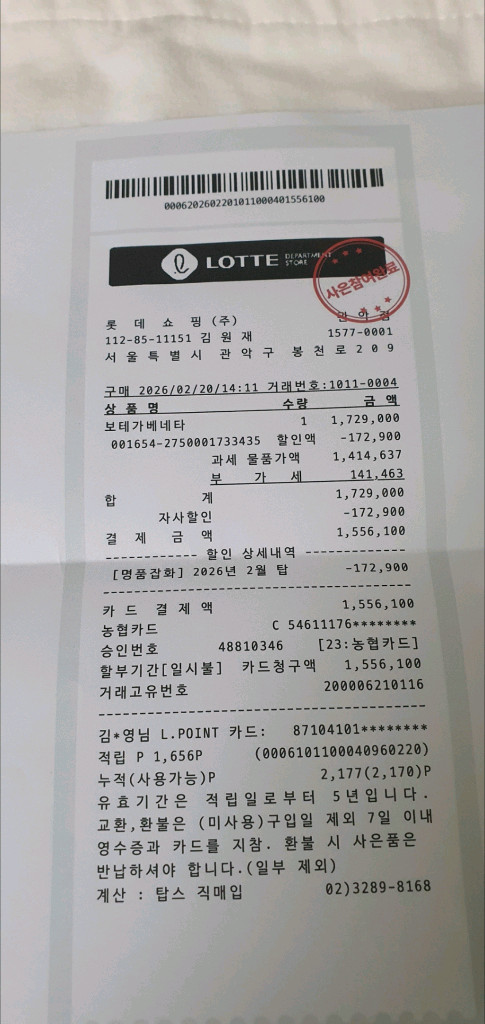 000620260220101100040155610​0
LOTTE DEPARTMENT STORE
사은참여완료
롯 데 쇼 핑 (주) 관 악 점
112-85-11151 김 원 재 1577-0001
서 울 특 별 시 관 악 구 봉 천 로 2 0 9
구매 2026/02/20/14:11 거래번호:1011-0004
상 품 명 수량 금 액
보테가베네타 1 1,729,000
001654-2750001733435 할인액 -172,900
과세 물품가액 1,414,637
부 가 세 141,463
합 계 1,729,000
자사할인 -172,900
결 제 금 액 1,556,100
------------ 할인 상세내역 -------------
[명품잡화] 2026년 2월 탑 -172,900
카 드 결 제 액 1,556,100
농협카드 C 54611176********
승인번호 48810346 [23:농협카드]
할부기간[일시불] 카드청구액 1,556,100
거래고유번호 200006210116
김*영님 L.POINT 카드: 87104101********
적립 P 1,656P (0006101100040960220)
누적(사용가능)P 2,177(2,170)P
유효기간은 적립일로부터 5년입니다.
교환,환불은 (미사용)구입일 제외 7일 이내
영수증과 카드를 지참. 환불 시 사은품은
반납하셔야 합니다.(일부 제외)
계산 : 탑스 직매입 02)3289-8168